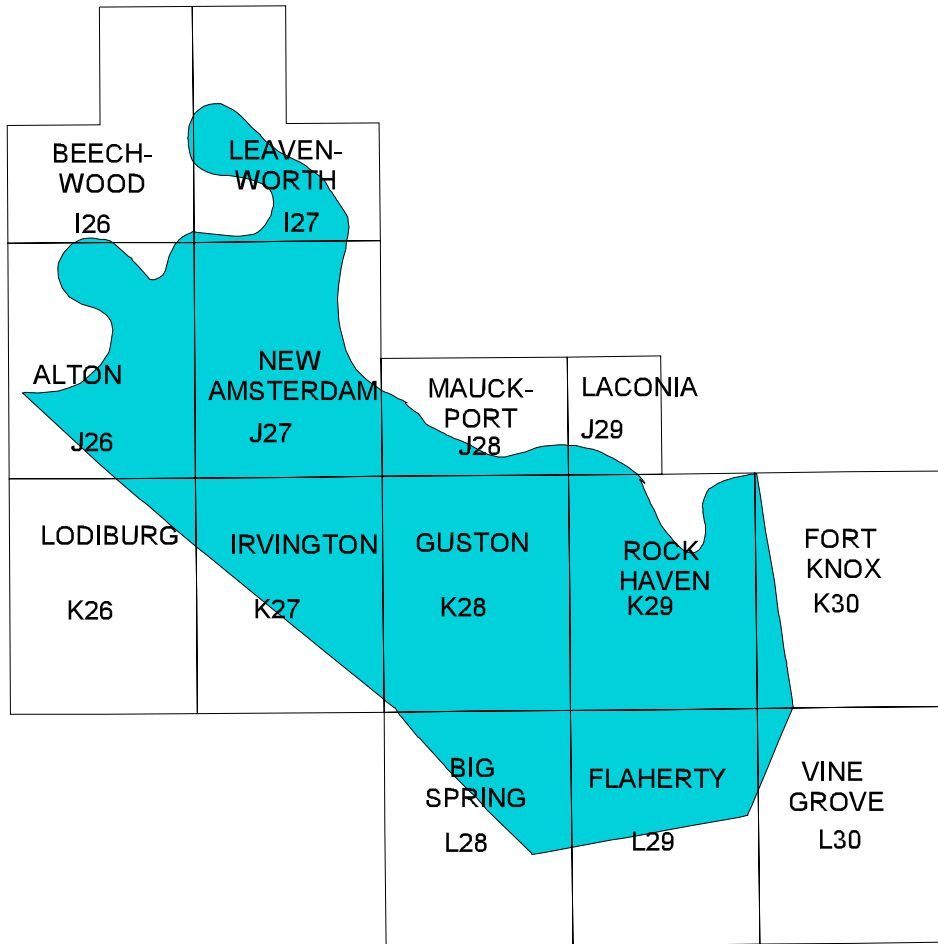 BEECH-
WOOD
I26
LEAVEN-
WORTH
I27
ALTON
J26
NEW
AMSTERDAM
J27
MAUCK-
PORT
J28
LACONIA
J29
LODIBURG
K26
IRVINGTON
K27
GUSTON
K28
ROCK
HAVEN
K29
FORT
KNOX
K30
BIG
SPRING
L28
FLAHERTY
L29
VINE
GROVE
L30